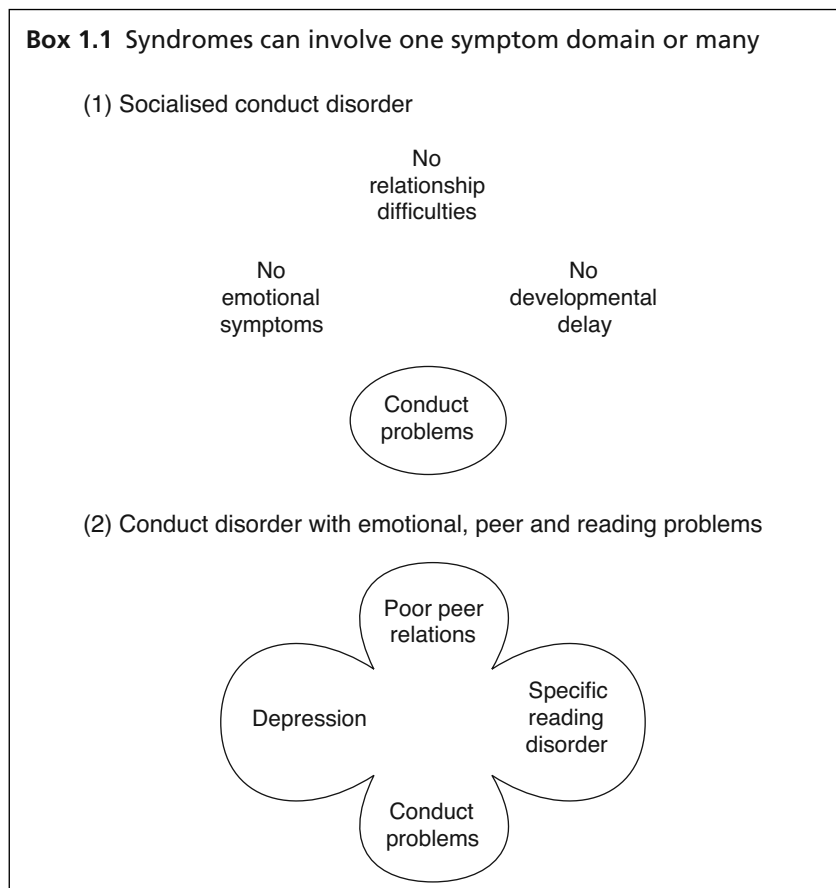 Box 1.1 Syndromes can involve one symptom domain or many
(1) Socialised conduct disorder
No
relationship
difficulties
No
emotional
symptoms
No
developmental
delay
Conduct
problems
(2) Conduct disorder with emotional, peer and reading problems
Poor peer
relations
Depression
Specific
reading
disorder
Conduct
problems